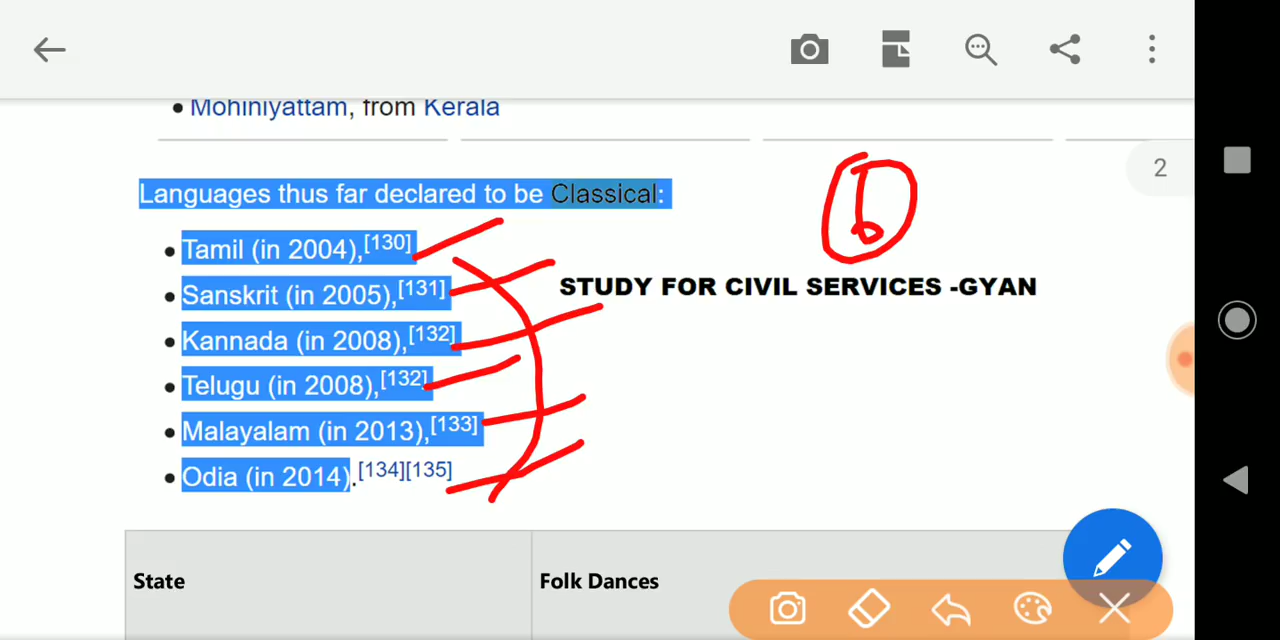 2
• Mohiniyattam, from Kerala
Languages thus far declared to be Classical:
6
• Tamil (in 2004),[130]
• Sanskrit (in 2005),[131]
STUDY FOR CIVIL SERVICES -GYAN
• Kannada (in 2008),[132]
• Telugu (in 2008),[132]
• Malayalam (in 2013),[133]
• Odia (in 2014).[134][135]
State
Folk Dances